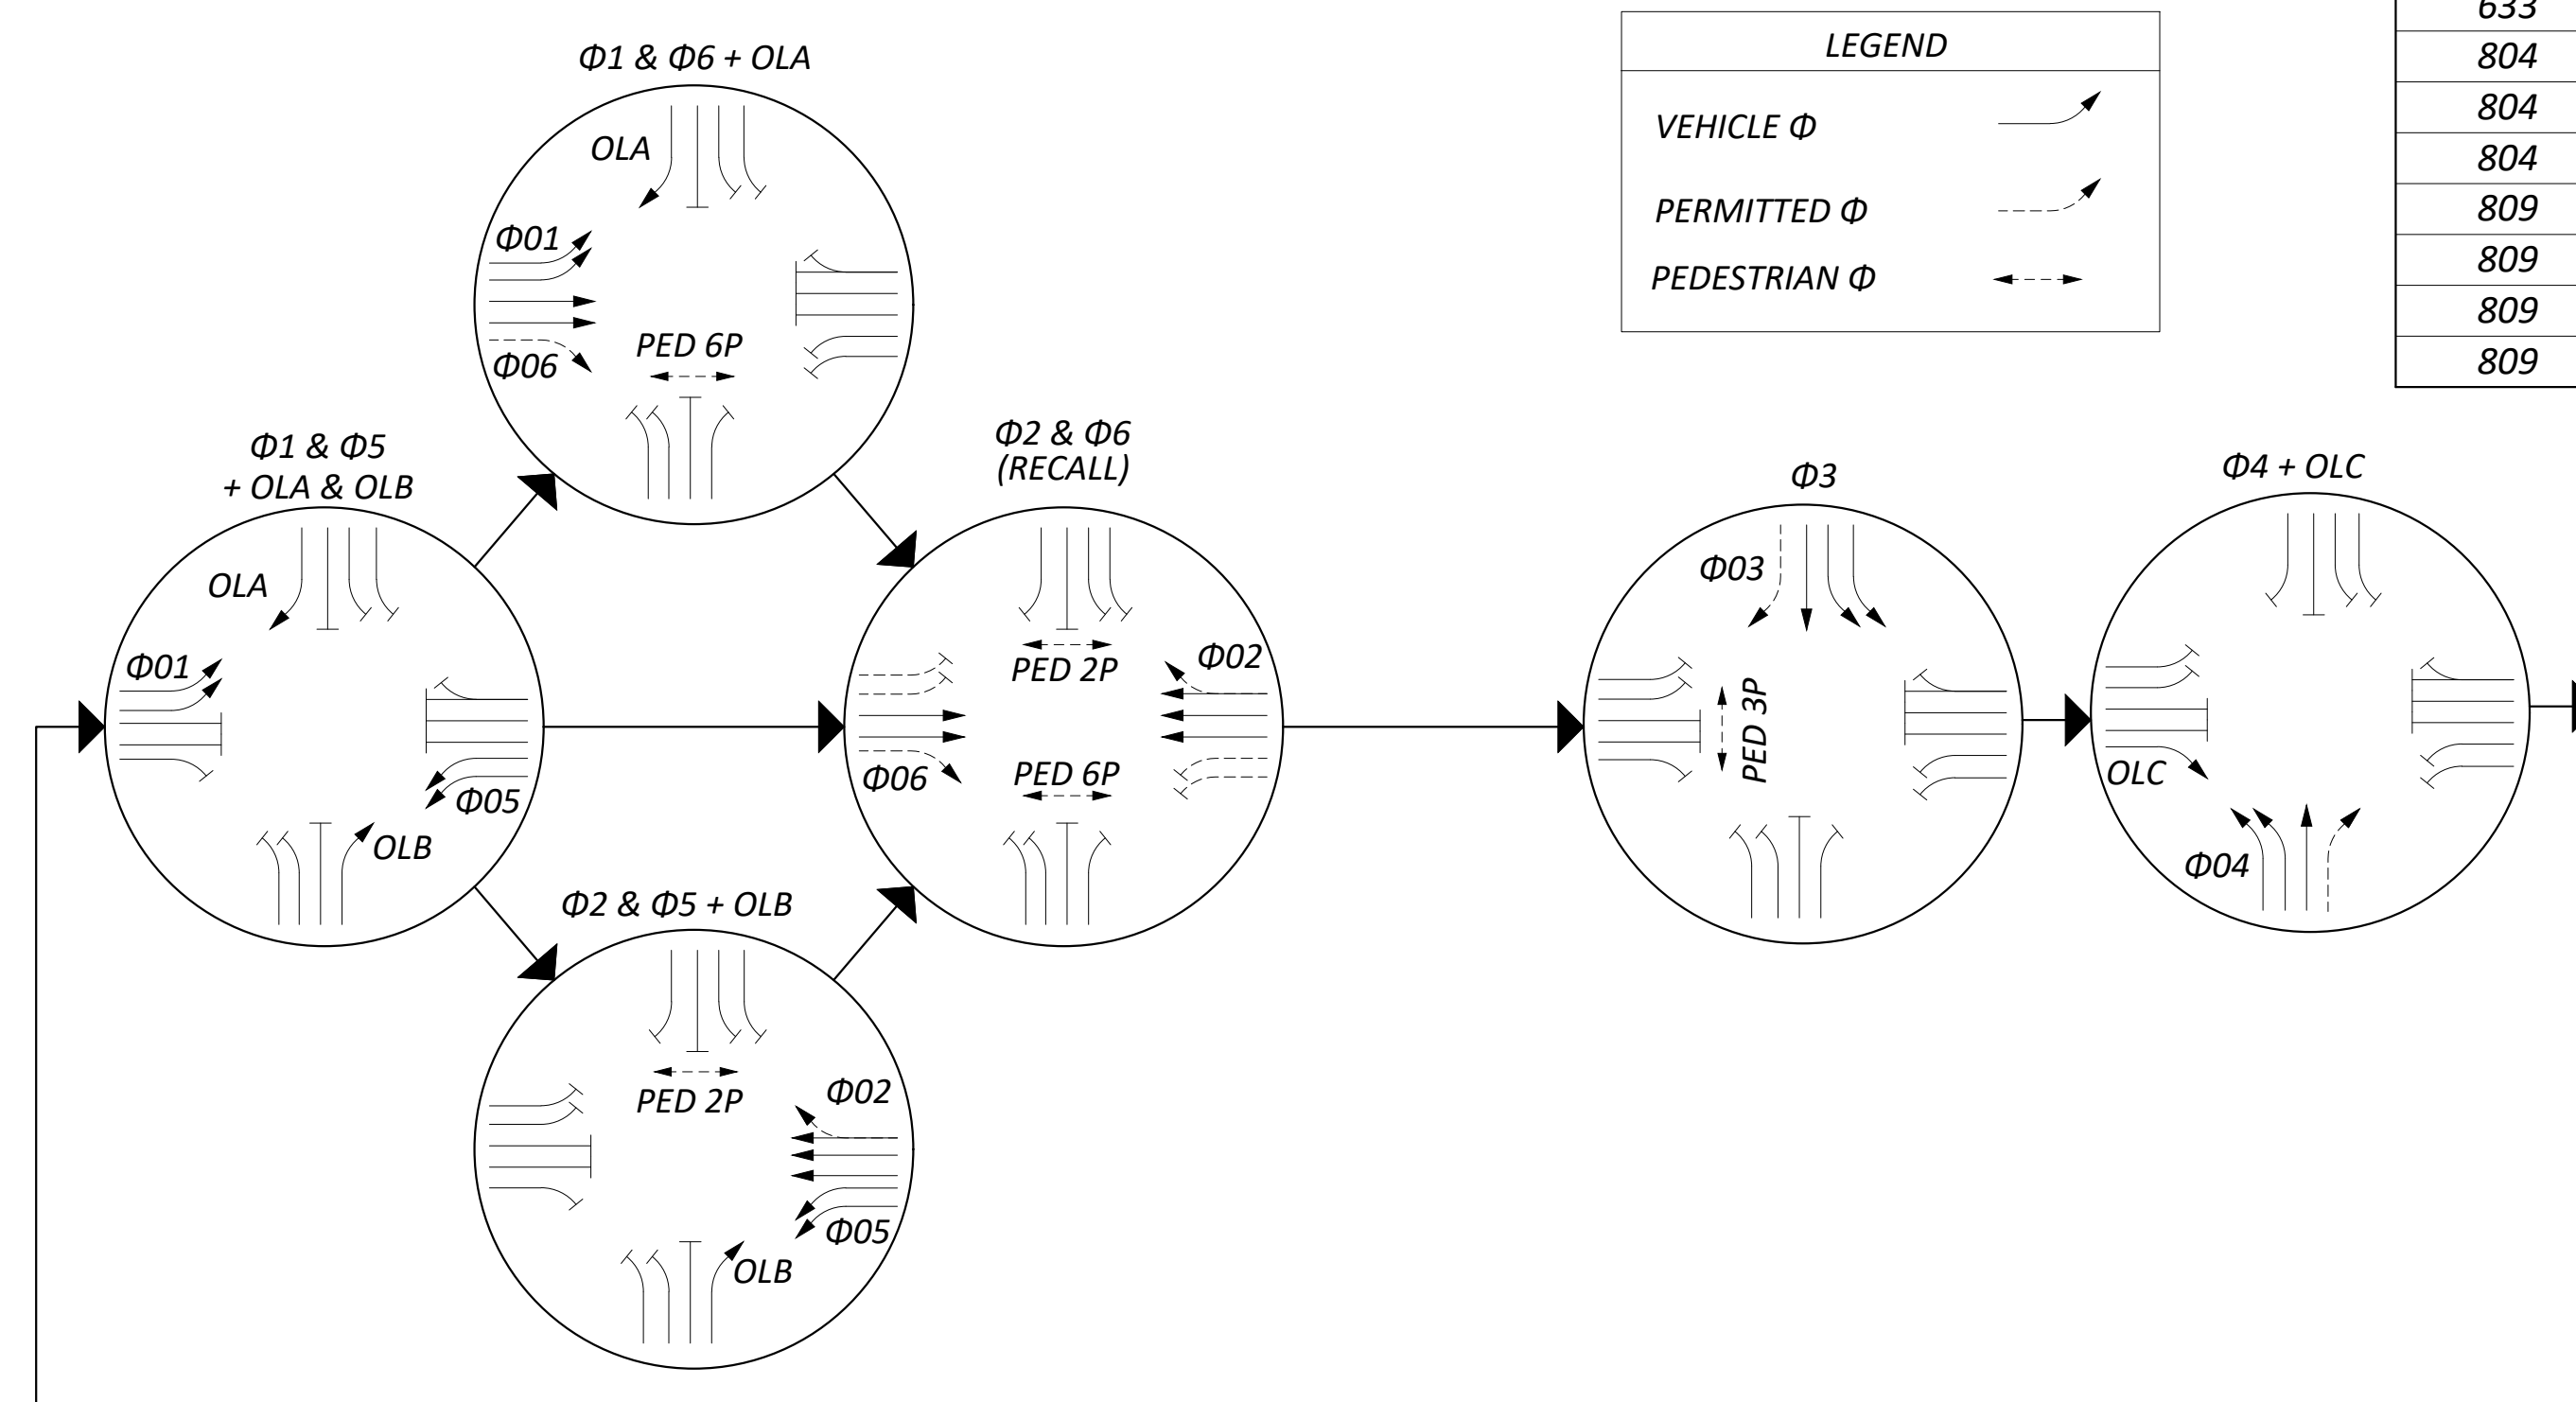 Φ1 & Φ6 + OLA
OLA
Φ01
Φ06
PED 6P
LEGEND
VEHICLE Φ
PERMITTED Φ
PEDESTRIAN Φ
633
804
804
804
809
809
809
809
Φ1 & Φ5
+ OLA & OLB
OLA
Φ01
Φ05
OLB
Φ2 & Φ6
(RECALL)
PED 2P
Φ02
Φ06
PED 6P
Φ2 & Φ5 + OLB
PED 2P
Φ02
Φ05
OLB
Φ3
Φ03
PED 3P
Φ4 + OLC
OLC
Φ04